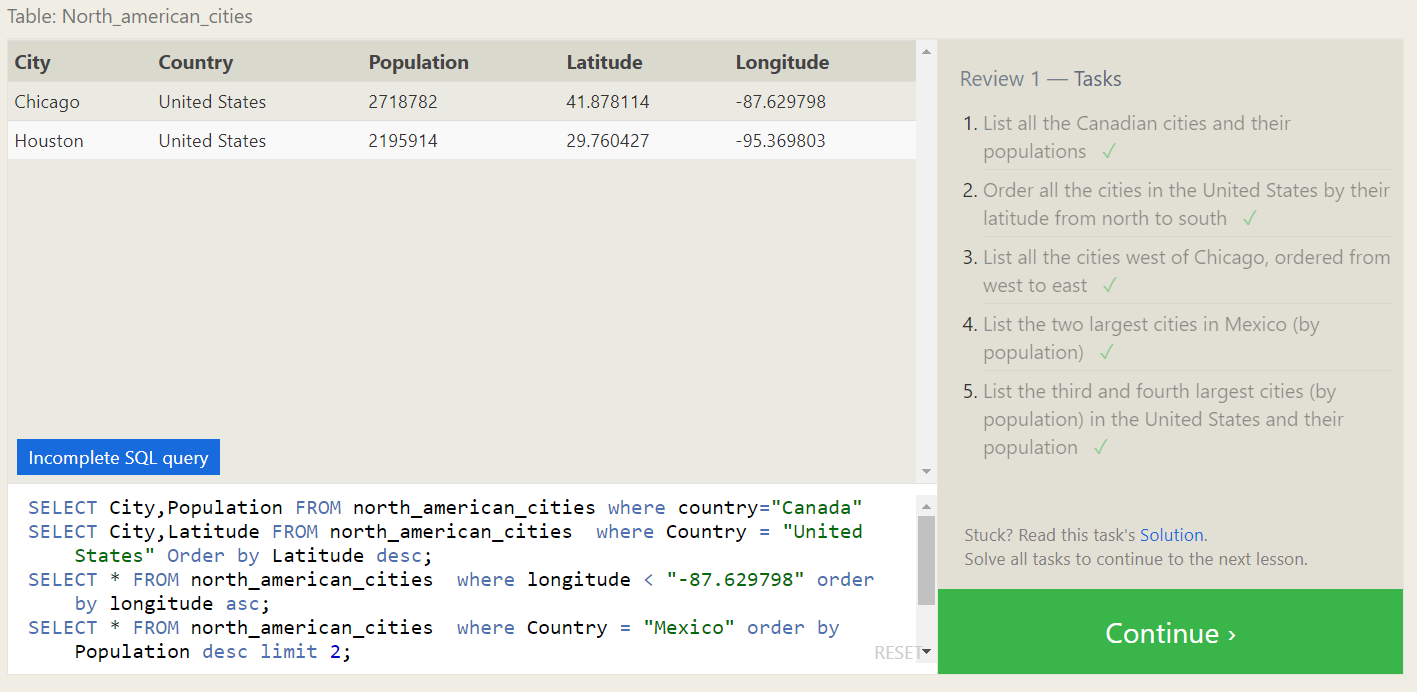 Table: North_american_cities
City Country Population Latitude Longitude
Chicago United States 2718782 41.878114 -87.629798
Houston United States 2195914 29.760427 -95.369803
Incomplete SQL query
SELECT City,Population FROM north_american_cities where country="Canada"
SELECT City,Latitude FROM north_american_cities  where Country = "United
States" Order by Latitude desc;
SELECT * FROM north_american_cities  where longitude < "-87.629798" order
by longitude asc;
SELECT * FROM north_american_cities  where Country = "Mexico" order by
Population desc limit 2;
RESET
Review 1 — Tasks
1. List all the Canadian cities and their
populations ✓
2. Order all the cities in the United States by their
latitude from north to south ✓
3. List all the cities west of Chicago, ordered from
west to east ✓
4. List the two largest cities in Mexico (by
population) ✓
5. List the third and fourth largest cities (by
population) in the United States and their
population ✓
Stuck? Read this task's Solution.
Solve all tasks to continue to the next lesson.
Continue ›